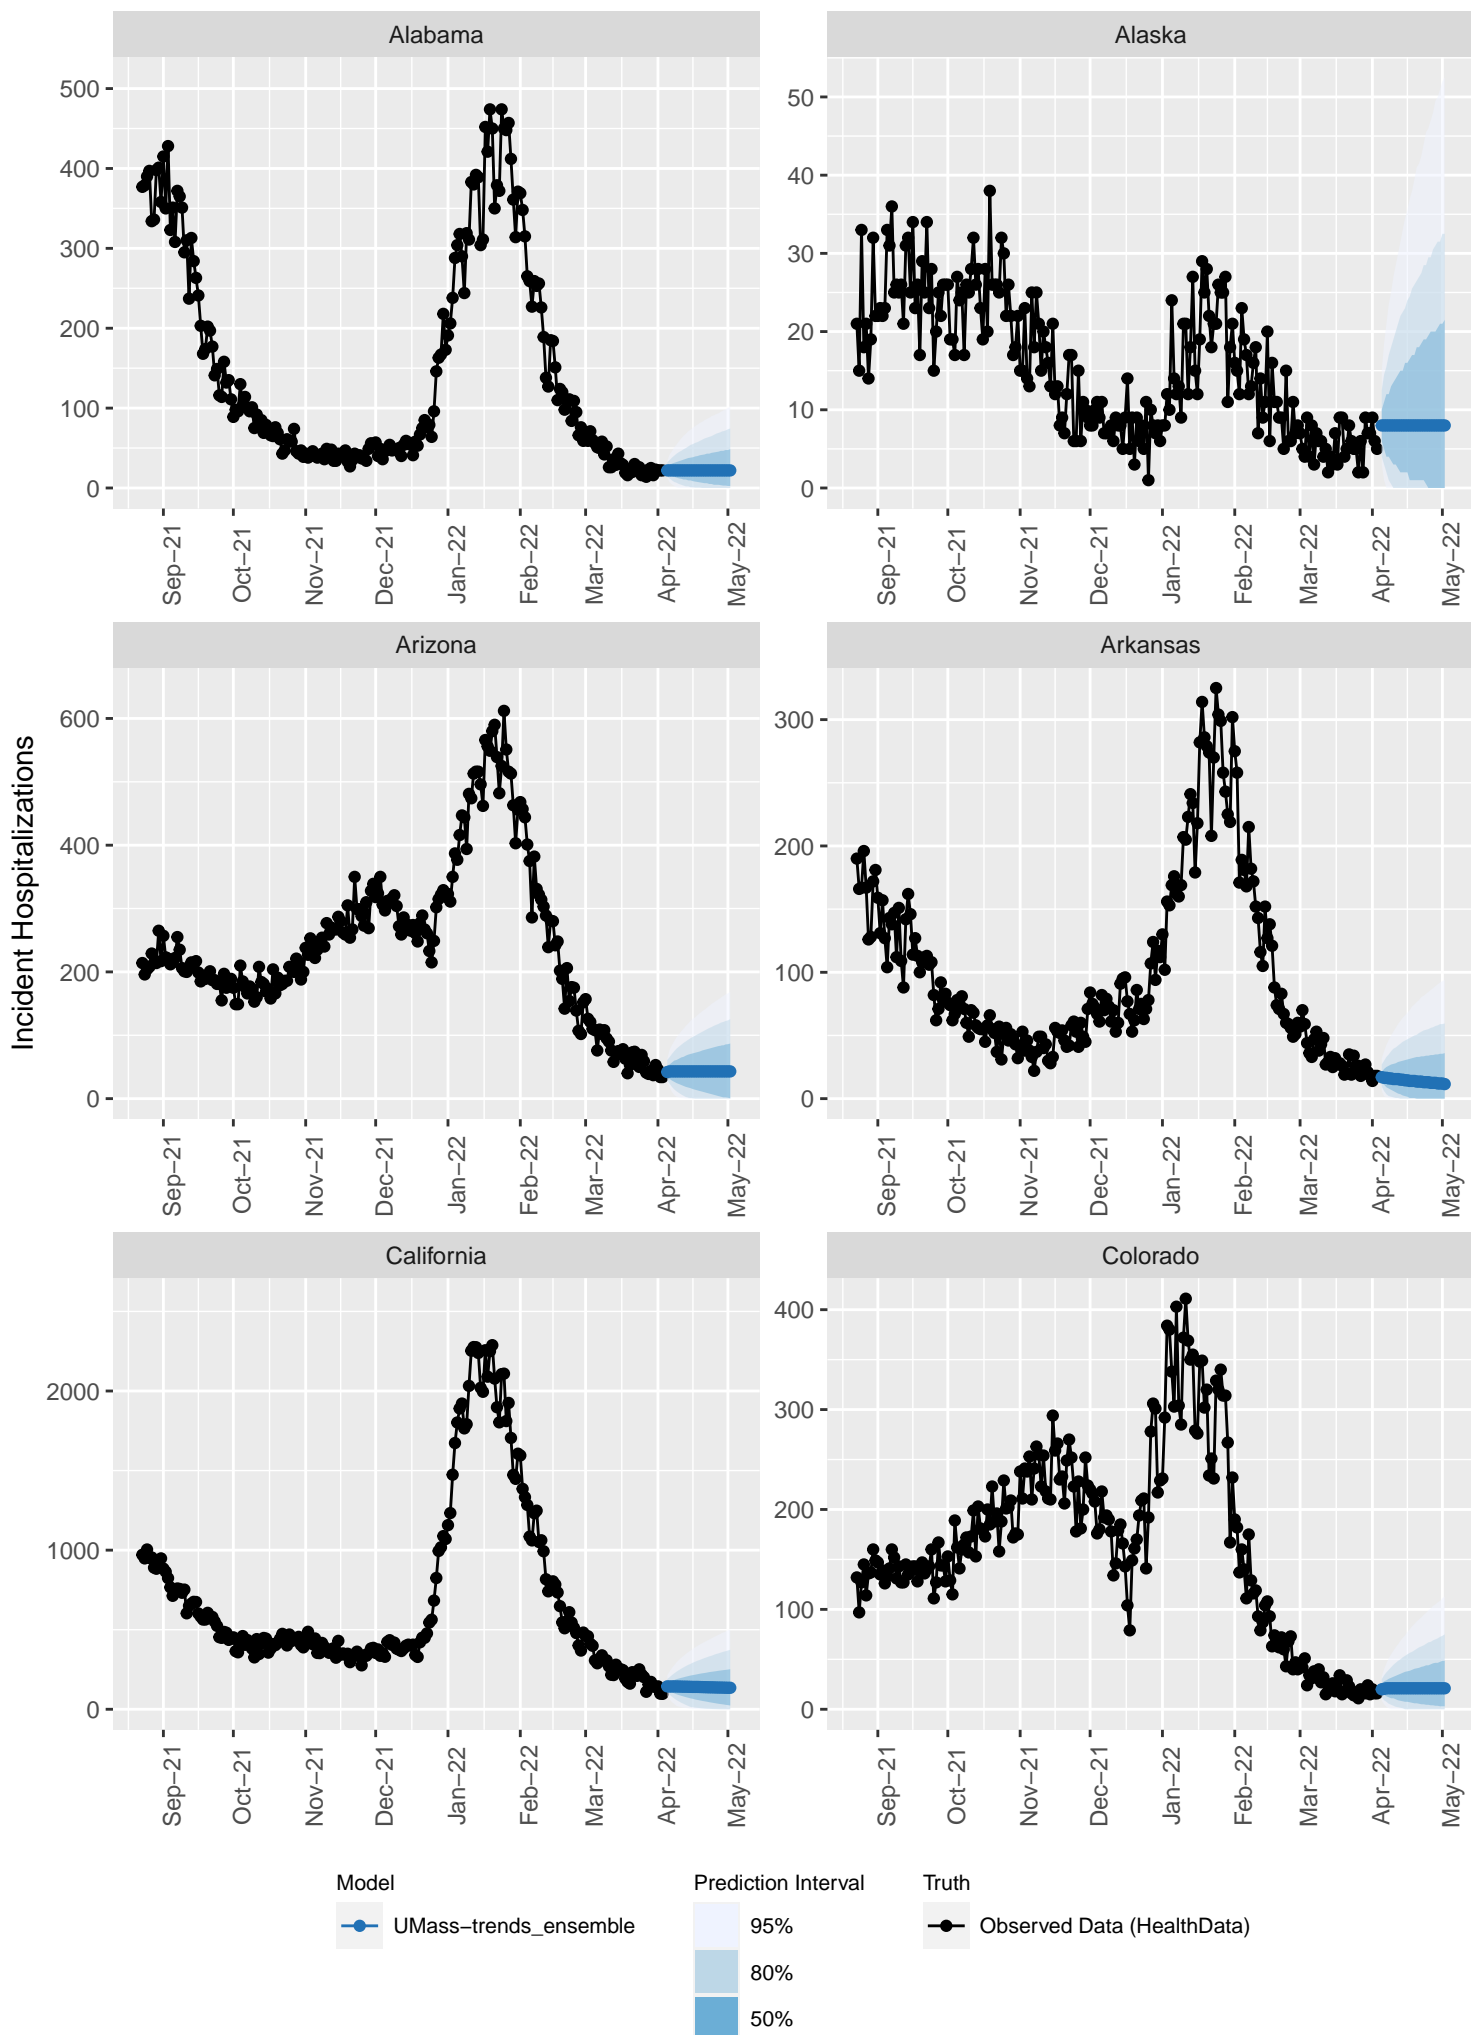 Alabama
Alaska
500
400
300
200
100
0
50
40
30
20
10
0
Sep−21
Oct−21
Nov−21
Dec−21
Jan−22
Feb−22
Mar−22
Apr−22
May−22
Sep−21
Oct−21
Nov−21
Dec−21
Jan−22
Feb−22
Mar−22
Apr−22
May−22
Incident Hospitalizations
Arizona
Arkansas
600
400
200
0
300
200
100
0
Sep−21
Oct−21
Nov−21
Dec−21
Jan−22
Feb−22
Mar−22
Apr−22
May−22
Sep−21
Oct−21
Nov−21
Dec−21
Jan−22
Feb−22
Mar−22
Apr−22
May−22
California
Colorado
2000
1000
0
400
300
200
100
0
Sep−21
Oct−21
Nov−21
Dec−21
Jan−22
Feb−22
Mar−22
Apr−22
May−22
Sep−21
Oct−21
Nov−21
Dec−21
Jan−22
Feb−22
Mar−22
Apr−22
May−22
Model
UMass−trends_ensemble
Prediction Interval
95%
80%
50%
Truth
Observed Data (HealthData)